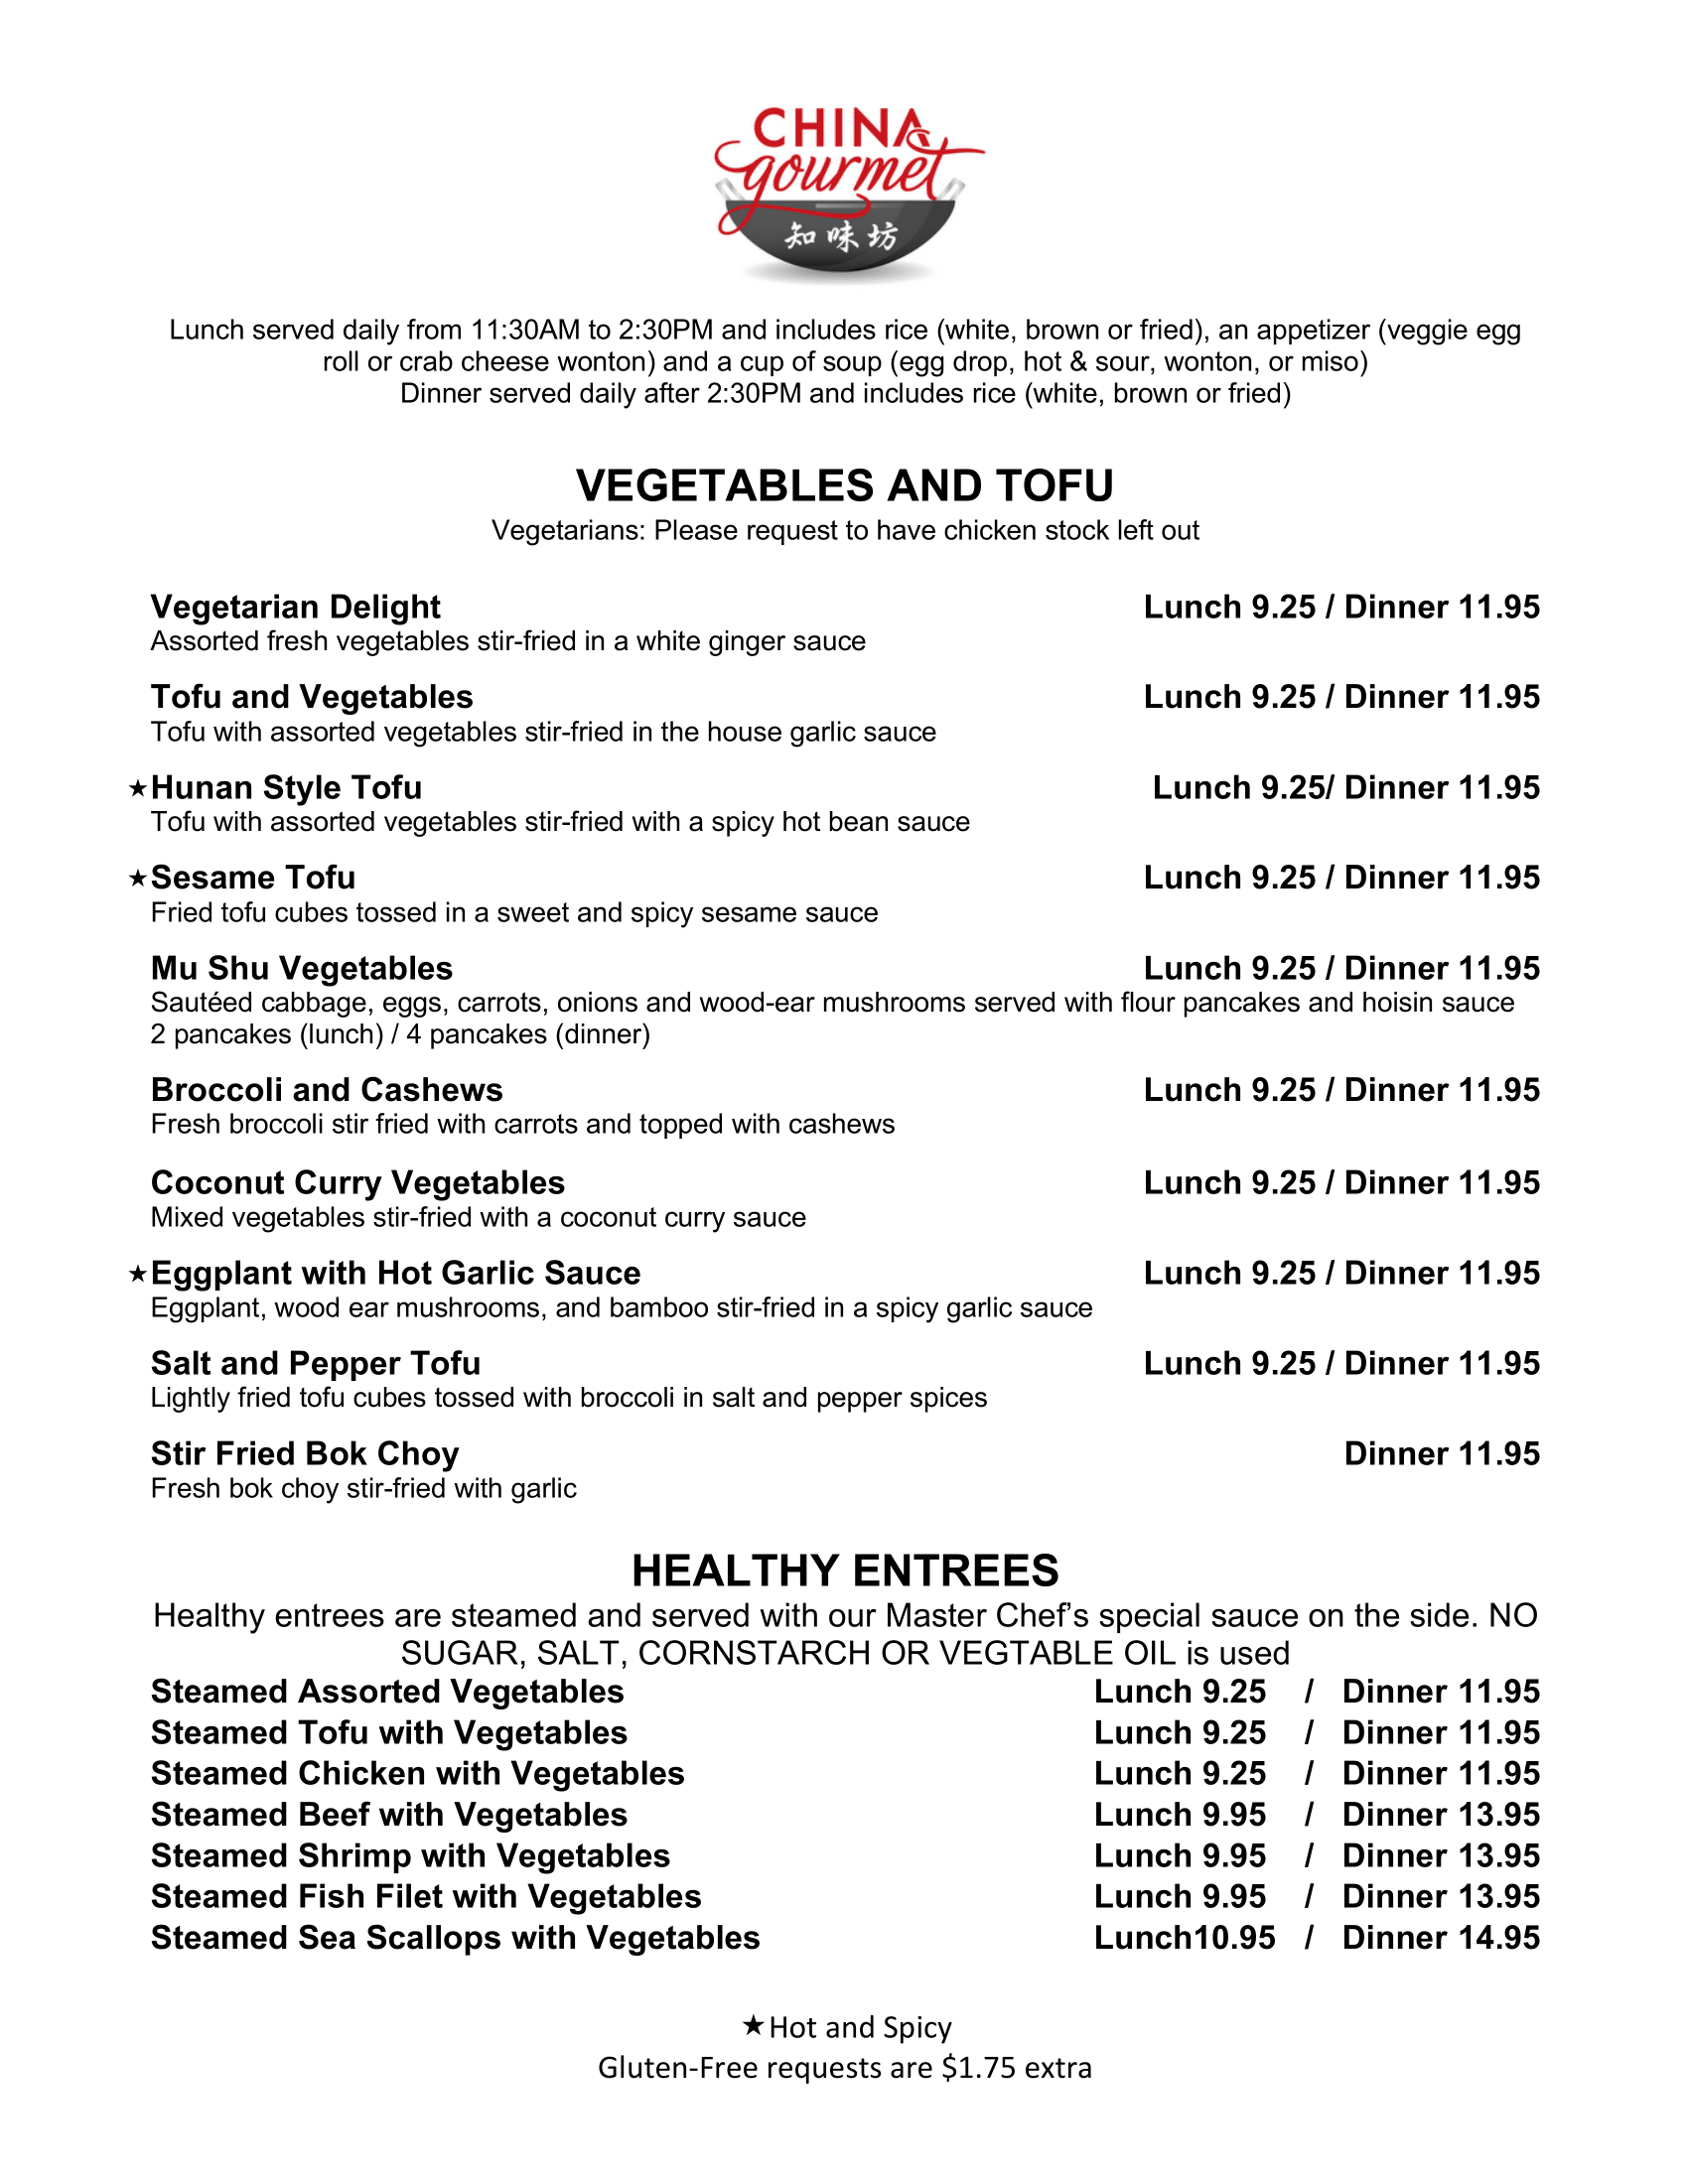 CHINA
gourmet
知味坊
Lunch served daily from 11:30AM to 2:30PM and includes rice (white, brown or fried), an appetizer (veggie egg
roll or crab cheese wonton) and a cup of soup (egg drop, hot & sour, wonton, or miso)
Dinner served daily after 2:30PM and includes rice (white, brown or fried)
VEGETABLES AND TOFU
Vegetarians: Please request to have chicken stock left out
Vegetarian Delight Lunch 9.25 / Dinner 11.95
Assorted fresh vegetables stir-fried in a white ginger sauce
Tofu and Vegetables Lunch 9.25 / Dinner 11.95
Tofu with assorted vegetables stir-fried in the house garlic sauce
★Hunan Style Tofu Lunch 9.25/ Dinner 11.95
Tofu with assorted vegetables stir-fried with a spicy hot bean sauce
★Sesame Tofu Lunch 9.25 / Dinner 11.95
Fried tofu cubes tossed in a sweet and spicy sesame sauce
Mu Shu Vegetables Lunch 9.25 / Dinner 11.95
Sautéed cabbage, eggs, carrots, onions and wood-ear mushrooms served with flour pancakes and hoisin sauce
2 pancakes (lunch) / 4 pancakes (dinner)
Broccoli and Cashews Lunch 9.25 / Dinner 11.95
Fresh broccoli stir fried with carrots and topped with cashews
Coconut Curry Vegetables Lunch 9.25 / Dinner 11.95
Mixed vegetables stir-fried with a coconut curry sauce
★Eggplant with Hot Garlic Sauce Lunch 9.25 / Dinner 11.95
Eggplant, wood ear mushrooms, and bamboo stir-fried in a spicy garlic sauce
Salt and Pepper Tofu Lunch 9.25 / Dinner 11.95
Lightly fried tofu cubes tossed with broccoli in salt and pepper spices
Stir Fried Bok Choy Dinner 11.95
Fresh bok choy stir-fried with garlic
HEALTHY ENTREES
Healthy entrees are steamed and served with our Master Chef’s special sauce on the side. NO
SUGAR, SALT, CORNSTARCH OR VEGTABLE OIL is used
Steamed Assorted Vegetables Lunch 9.25 / Dinner 11.95
Steamed Tofu with Vegetables Lunch 9.25 / Dinner 11.95
Steamed Chicken with Vegetables Lunch 9.25 / Dinner 11.95
Steamed Beef with Vegetables Lunch 9.95 / Dinner 13.95
Steamed Shrimp with Vegetables Lunch 9.95 / Dinner 13.95
Steamed Fish Filet with Vegetables Lunch 9.95 / Dinner 13.95
Steamed Sea Scallops with Vegetables Lunch10.95 / Dinner 14.95
★Hot and Spicy
Gluten-Free requests are $1.75 extra